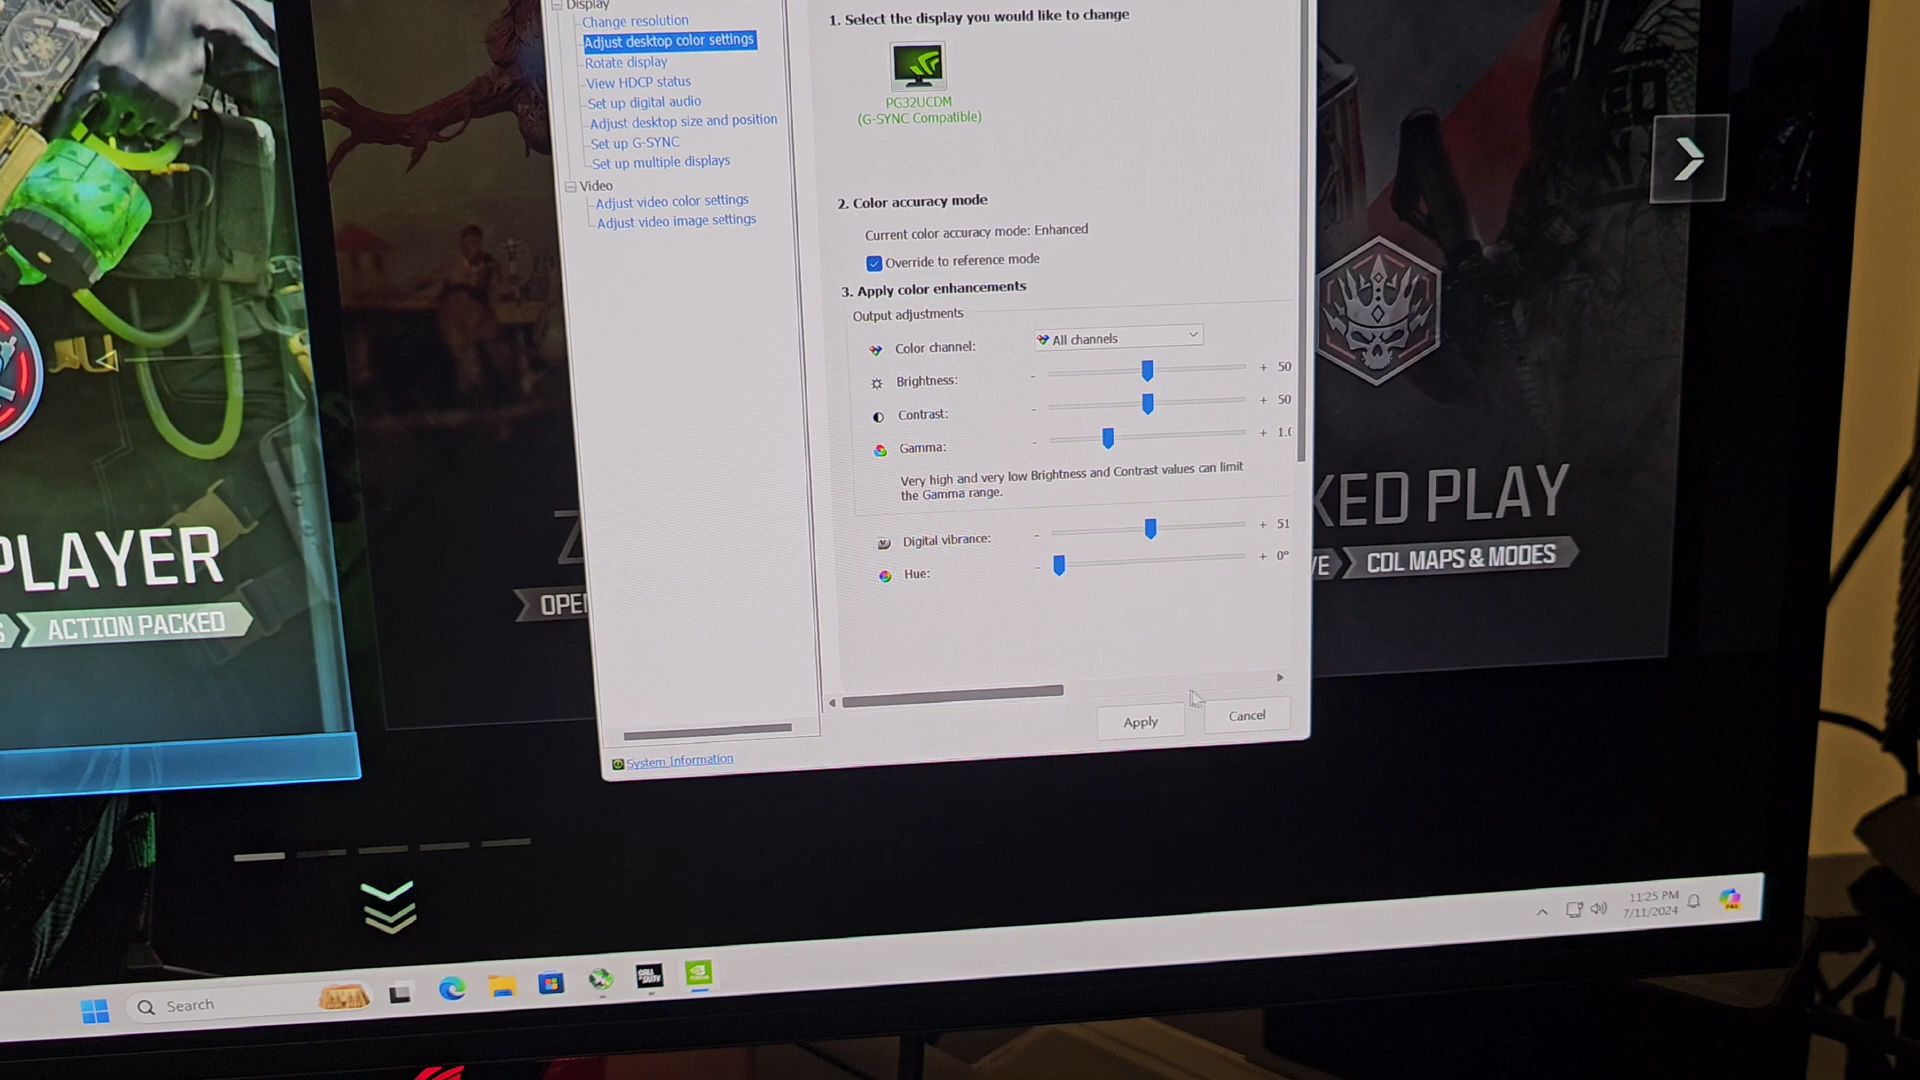 Display
Change resolution
Adjust desktop color settings
Rotate display
View HDCP status
Set up digital audio
Adjust desktop size and position
Set up G-SYNC
Set up multiple displays
Video
Adjust video color settings
Adjust video image settings
System Information
1. Select the display you would like to change
PG32UCDM
(G-SYNC Compatible)
2. Color accuracy mode
Current color accuracy mode: Enhanced
Override to reference mode
3. Apply color enhancements
Output adjustments
Color channel: All channels
Brightness: - + 50
Contrast: - + 50
Gamma: - + 1.0
Very high and very low Brightness and Contrast values can limit
the Gamma range.
Digital vibrance: - + 51
Hue: - + 0°
Apply Cancel
PLAYER
ACTION PACKED
OPE
KED PLAY
VE CDL MAPS & MODES
Search
CALL OF DUTY
11:25 PM
7/11/2024